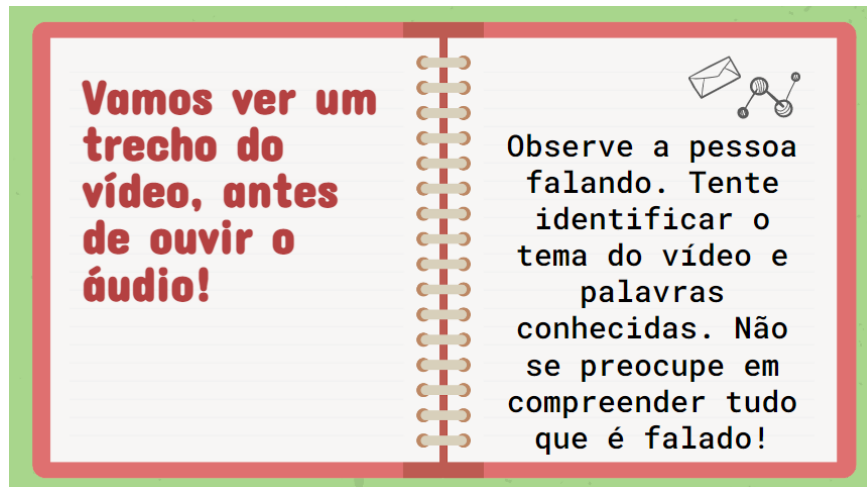 Vamos ver um
trecho do
vídeo, antes
de ouvir o
áudio!
Observe a pessoa
falando. Tente
identificar o
tema do vídeo e
palavras
conhecidas. Não
se preocupe em
compreender tudo
que é falado!